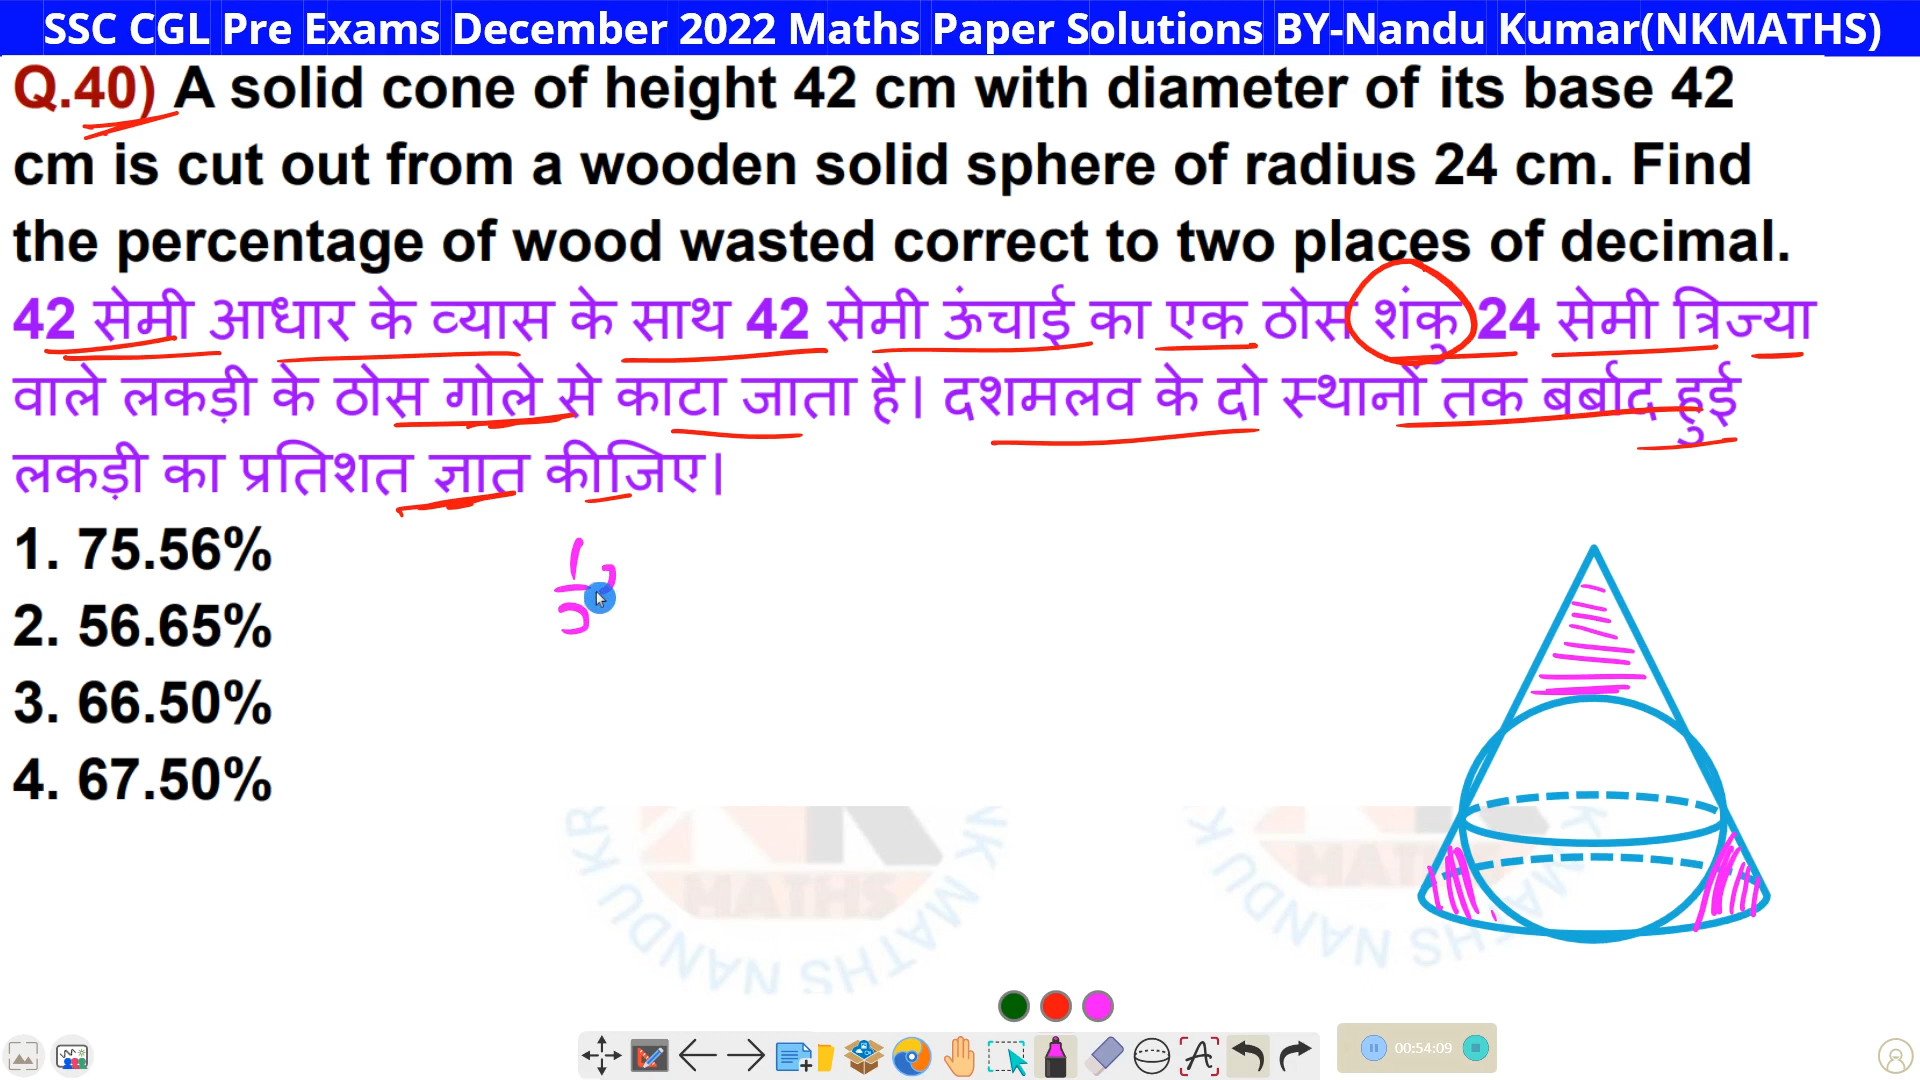 SSC CGL Pre Exams December 2022 Maths Paper Solutions BY-Nandu Kumar(NKMATHS)
Q.40) A solid cone of height 42 cm with diameter of its base 42
cm is cut out from a wooden solid sphere of radius 24 cm. Find
the percentage of wood wasted correct to two places of decimal.
42 सेमी आधार के व्यास के साथ 42 सेमी ऊंचाई का एक ठोस शंकु 24 सेमी त्रिज्या
वाले लकड़ी के ठोस गोले से काटा जाता है। दशमलव के दो स्थानों तक बर्बाद हुई
लकड़ी का प्रतिशत ज्ञात कीजिए।
1. 75.56%
2. 56.65%
3. 66.50%
4. 67.50%
MATHS
MATHS
00:54:09